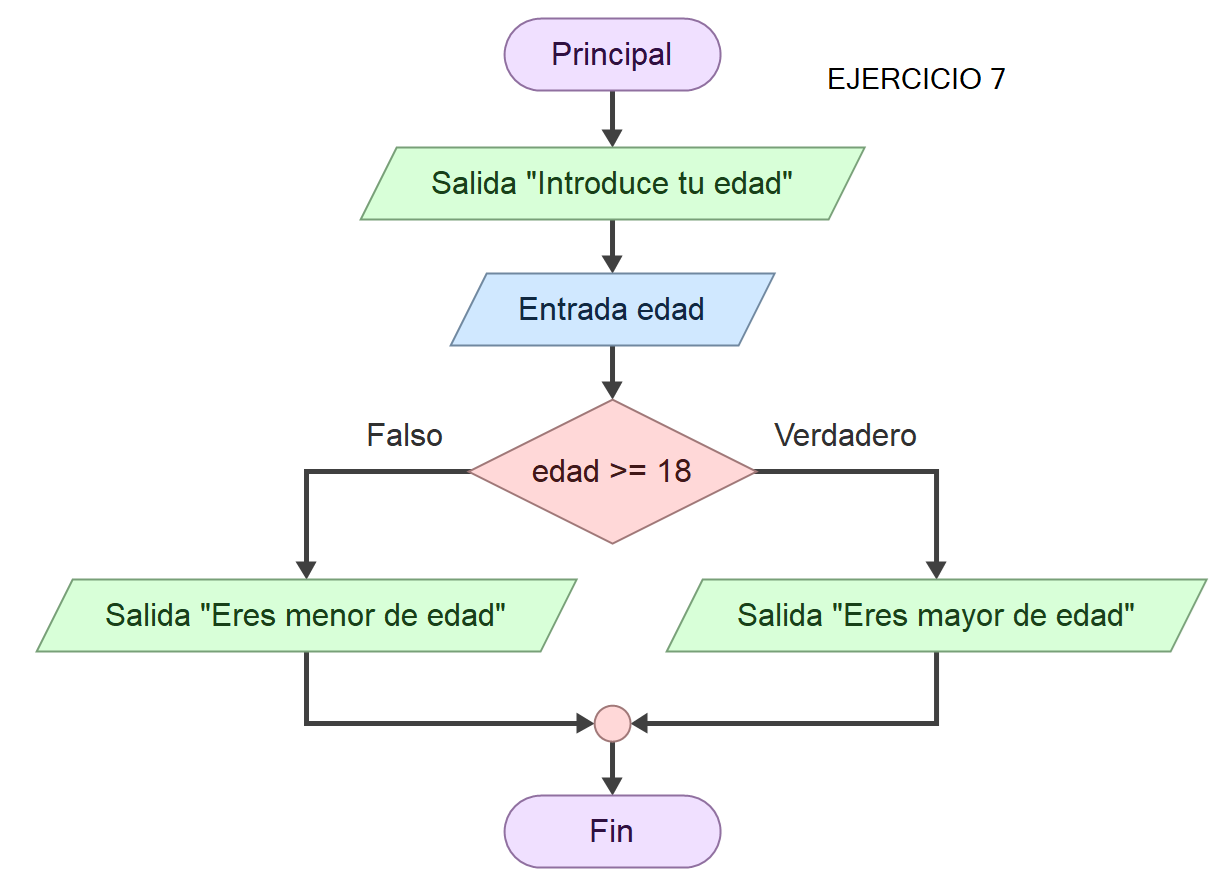 Principal
EJERCICIO 7
Salida "Introduce tu edad"
Entrada edad
Falso
Verdadero
edad >= 18
Salida "Eres menor de edad"
Salida "Eres mayor de edad"
Fin